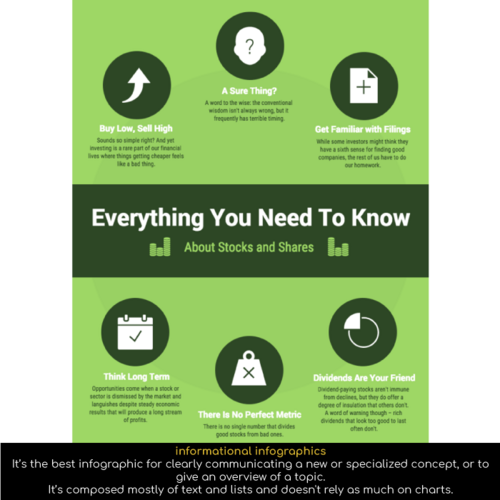 ?
A Sure Thing?
A word to the wise: the conventional
wisdom isn't always wrong, but it
frequently has terrible timing.
Buy Low, Sell High
Sounds so simple right? And yet
investing is a rare part of our financial
lives where things getting cheaper feels
like a bad thing.
Get Familiar with Filings
While some investors might think they
have a sixth sense for finding good
companies, the rest of us have to do
our homework.
Everything You Need To Know
About Stocks and Shares
Think Long Term
Opportunities come when a stock or
sector is dismissed by the market and
languishes despite steady economic
results that will produce a long stream
of profits.
There Is No Perfect Metric
There is no single number that divides
good stocks from bad ones.
Dividends Are Your Friend
Dividend-paying stocks aren't immune
from declines, but they do offer a
degree of insulation that others don't.
A word of warning though – rich
dividends that look too good to last
often don't.
informational infographics
It's the best infographic for clearly communicating a new or specialized concept, or to
give an overview of a topic.
It's composed mostly of text and lists and doesn't rely as much on charts.